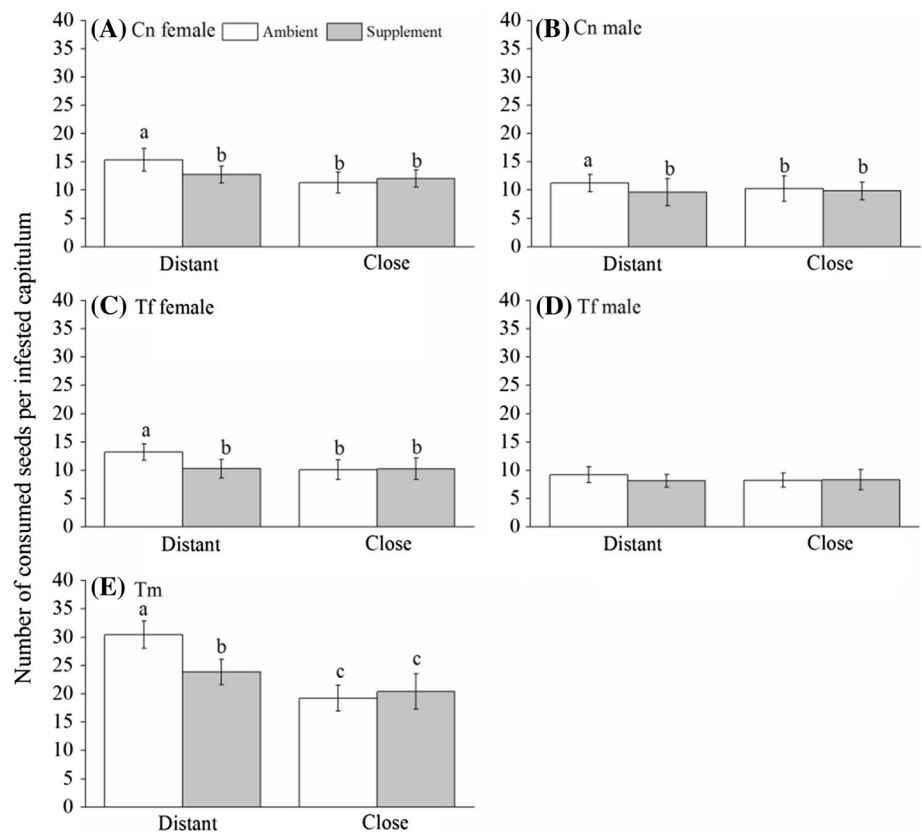 (A) Cn female
Ambient
Supplement
40
35
30
25
20
15
10
5
0
a
b
b
b
Distant
Close
(B) Cn male
40
35
30
25
20
15
10
5
0
a
b
b
b
Distant
Close
(C) Tf female
40
35
30
25
20
15
10
5
0
a
b
b
b
Distant
Close
(D) Tf male
40
35
30
25
20
15
10
5
0
Distant
Close
(E) Tm
40
35
30
25
20
15
10
5
0
a
b
c
c
Distant
Close
Number of consumed seeds per infested capitulum